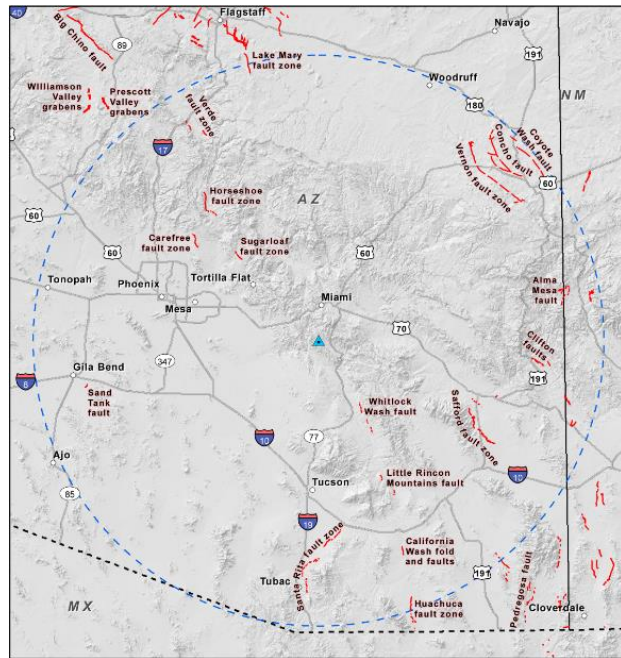 40
Flagstaff
Navajo
Big Chino fault
89
191
Lake Mary
fault zone
Woodruff
NM
Williamson
Valley
grabens
Prescott
Valley
grabens
Verde
fault zone
180
Coyote
Wash fault
Concho fault
17
Vernon fault zone
60
Horseshoe
fault zone
AZ
60
Carefree
fault zone
Sugarloaf
fault zone
60
60
Tonopah
Phoenix
Tortilla Flat
Mesa
Miami
Alma
Mesa
fault
70
347
Clifton
faults
191
8
Gila Bend
Sand
Tank
fault
Whitlock
Wash fault
Safford fault zone
10
77
Ajo
85
Little Rincon
Mountains fault
10
Tucson
19
Santa Rita fault zone
California
Wash fold
and faults
Tubac
191
Pedregosa fault
MX
Huachuca
fault zone
Cloverdale